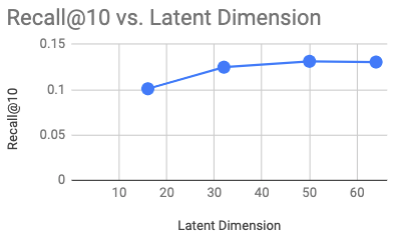 Recall@10 vs. Latent Dimension
0.15
0.1
0.05
0
Recall@10
10 20 30 40 50 60
Latent Dimension